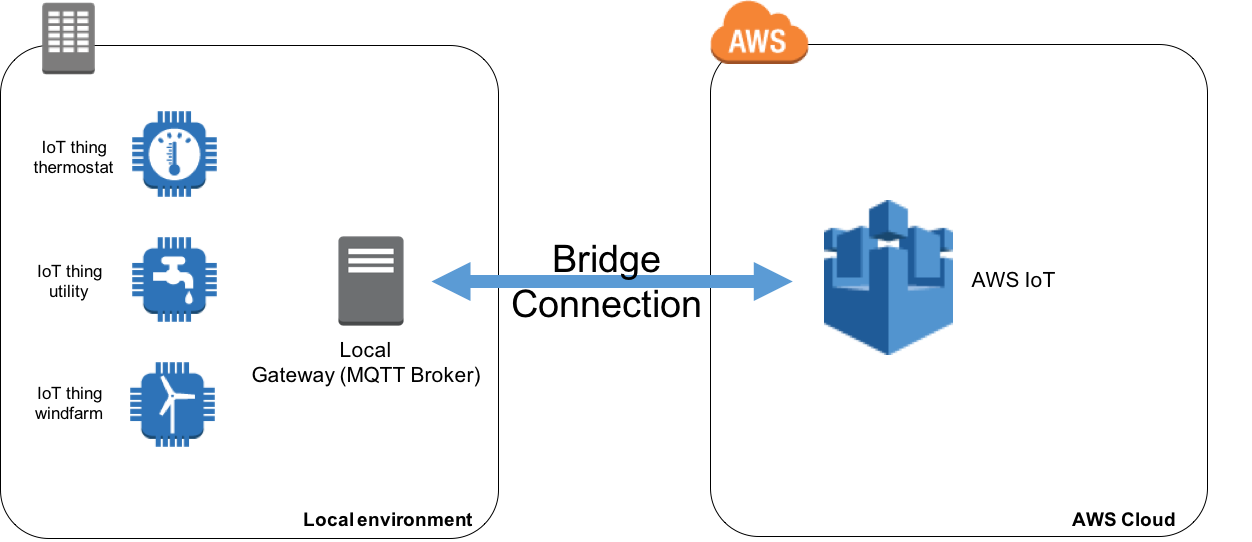 AWS
IoT thing
thermostat
IoT thing
utility
IoT thing
windfarm
Local
Gateway (MQTT Broker)
Local environment
Bridge
Connection
AWS IoT
AWS Cloud